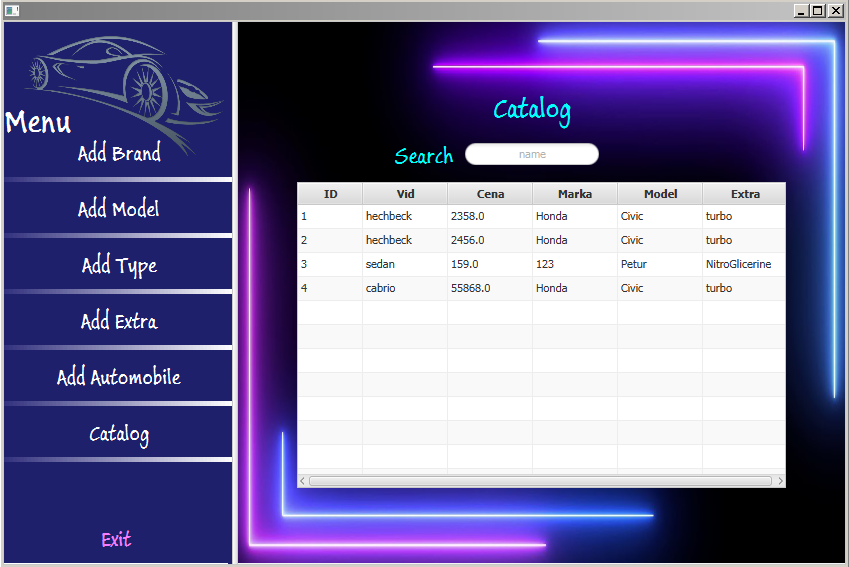 Menu
Add Brand
Add Model
Add Type
Add Extra
Add Automobile
Catalog
Exit
Catalog
Search name
ID Vid Cena Marka Model Extra
1 hechbeck 2358.0 Honda Civic turbo
2 hechbeck 2456.0 Honda Civic turbo
3 sedan 159.0 123 Petur NitroGlicerine
4 cabrio 55868.0 Honda Civic turbo